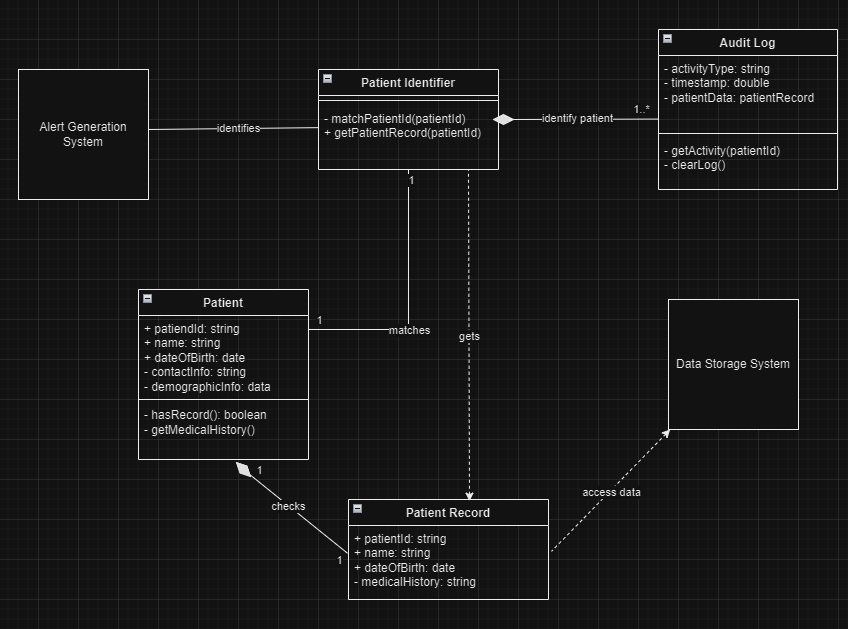 Alert Generation
System
identifies
Patient Identifier
- matchPatientId(patientId)
+ getPatientRecord(patientId)
identify patient
1..*
Audit Log
- activityType: string
- timestamp: double
- patientData: patientRecord
- getActivity(patientId)
- clearLog()
1
matches
1
gets
Patient
+ patiendId: string
+ name: string
+ dateOfBirth: date
- contactInfo: string
- demographicInfo: data
- hasRecord(): boolean
- getMedicalHistory()
1
checks
1
Patient Record
+ patientId: string
+ name: string
+ dateOfBirth: date
- medicalHistory: string
access data
Data Storage System